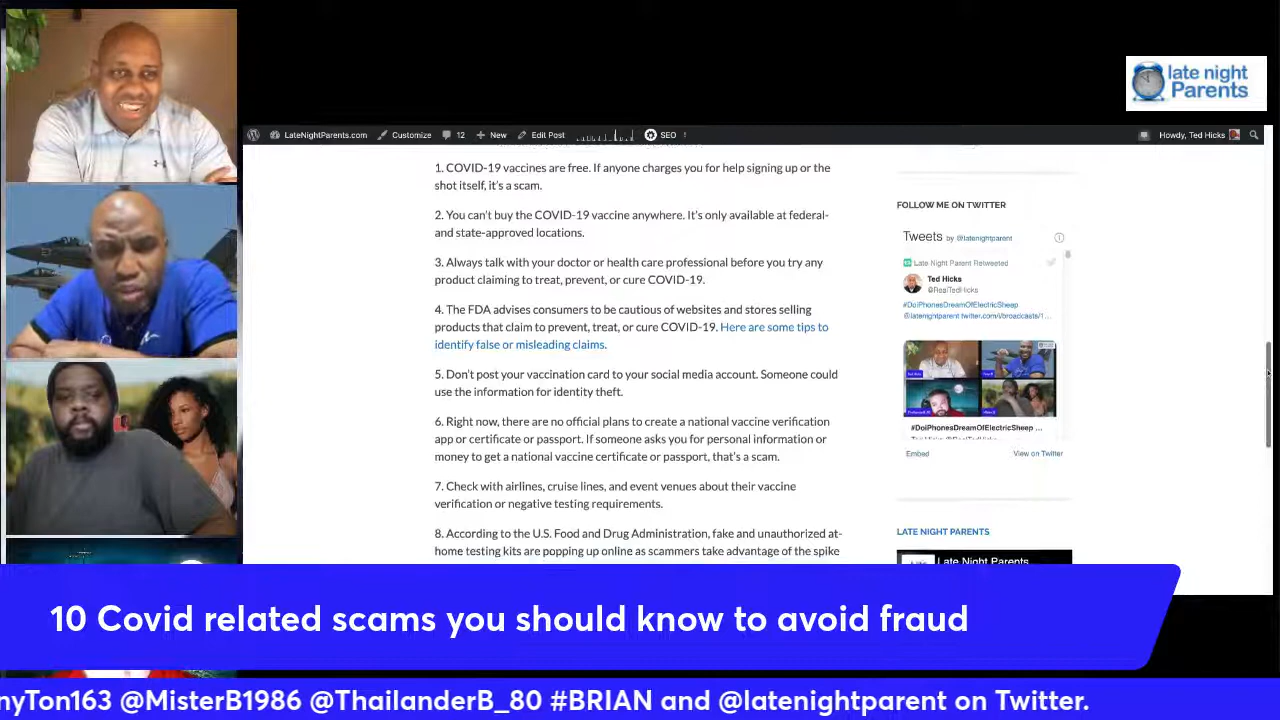 late night
Parents
LateNightParents.com
Customize
12
New
Edit Post
SEO
Howdy, Ted Hicks
1. COVID-19 vaccines are free. If anyone charges you for help signing up or the
shot itself, it's a scam.
2. You can't buy the COVID-19 vaccine anywhere. It's only available at federal-
and state-approved locations.
3. Always talk with your doctor or health care professional before you try any
product claiming to treat, prevent, or cure COVID-19.
4. The FDA advises consumers to be cautious of websites and stores selling
products that claim to prevent, treat, or cure COVID-19. Here are some tips to
identify false or misleading claims.
5. Don't post your vaccination card to your social media account. Someone could
use the information for identity theft.
6. Right now, there are no official plans to create a national vaccine verification
app or certificate or passport. If someone asks you for personal information or
money to get a national vaccine certificate or passport, that's a scam.
7. Check with airlines, cruise lines, and event venues about their vaccine
verification or negative testing requirements.
8. According to the U.S. Food and Drug Administration, fake and unauthorized at-
home testing kits are popping up online as scammers take advantage of the spike
FOLLOW ME ON TWITTER
Tweets by @latenightparent
Late Night Parent Retweeted
Ted Hicks
@RealTedHicks
#DoiPhonesDreamOfElectricSheep
@latenightparent twitter.com/i/broadcasts/1...
#DoiPhonesDreamOfElectricSheep ...
Embed
View on Twitter
LATE NIGHT PARENTS
Late Night Parents
10 Covid related scams you should know to avoid fraud
nyTon163 @MisterB1986 @ThailanderB_80 #BRIAN and @latenightparent on Twitter.